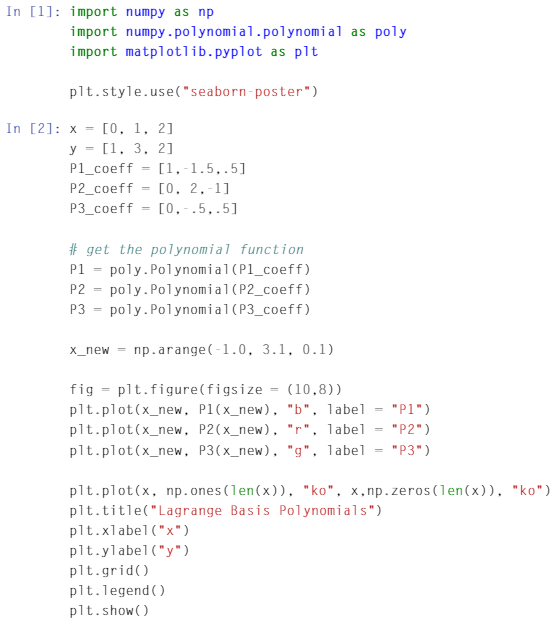 In [1]: import numpy as np
import numpy.polynomial.polynomial as poly
import matplotlib.pyplot as plt
plt.style.use("seaborn-poster")
In [2]: x = [0, 1, 2]
y = [1, 3, 2]
P1_coeff = [1,-1.5,.5]
P2_coeff = [0, 2,-1]
P3_coeff = [0,-.5,.5]
# get the polynomial function
P1 = poly.Polynomial(P1_coeff)
P2 = poly.Polynomial(P2_coeff)
P3 = poly.Polynomial(P3_coeff)
x_new = np.arange(-1.0, 3.1, 0.1)
fig = plt.figure(figsize = (10,8))
plt.plot(x_new, P1(x_new), "b", label = "P1")
plt.plot(x_new, P2(x_new), "r", label = "P2")
plt.plot(x_new, P3(x_new), "g", label = "P3")
plt.plot(x, np.ones(len(x)), "ko", x,np.zeros(len(x)), "ko")
plt.title("Lagrange Basis Polynomials")
plt.xlabel("x")
plt.ylabel("y")
plt.grid()
plt.legend()
plt.show()